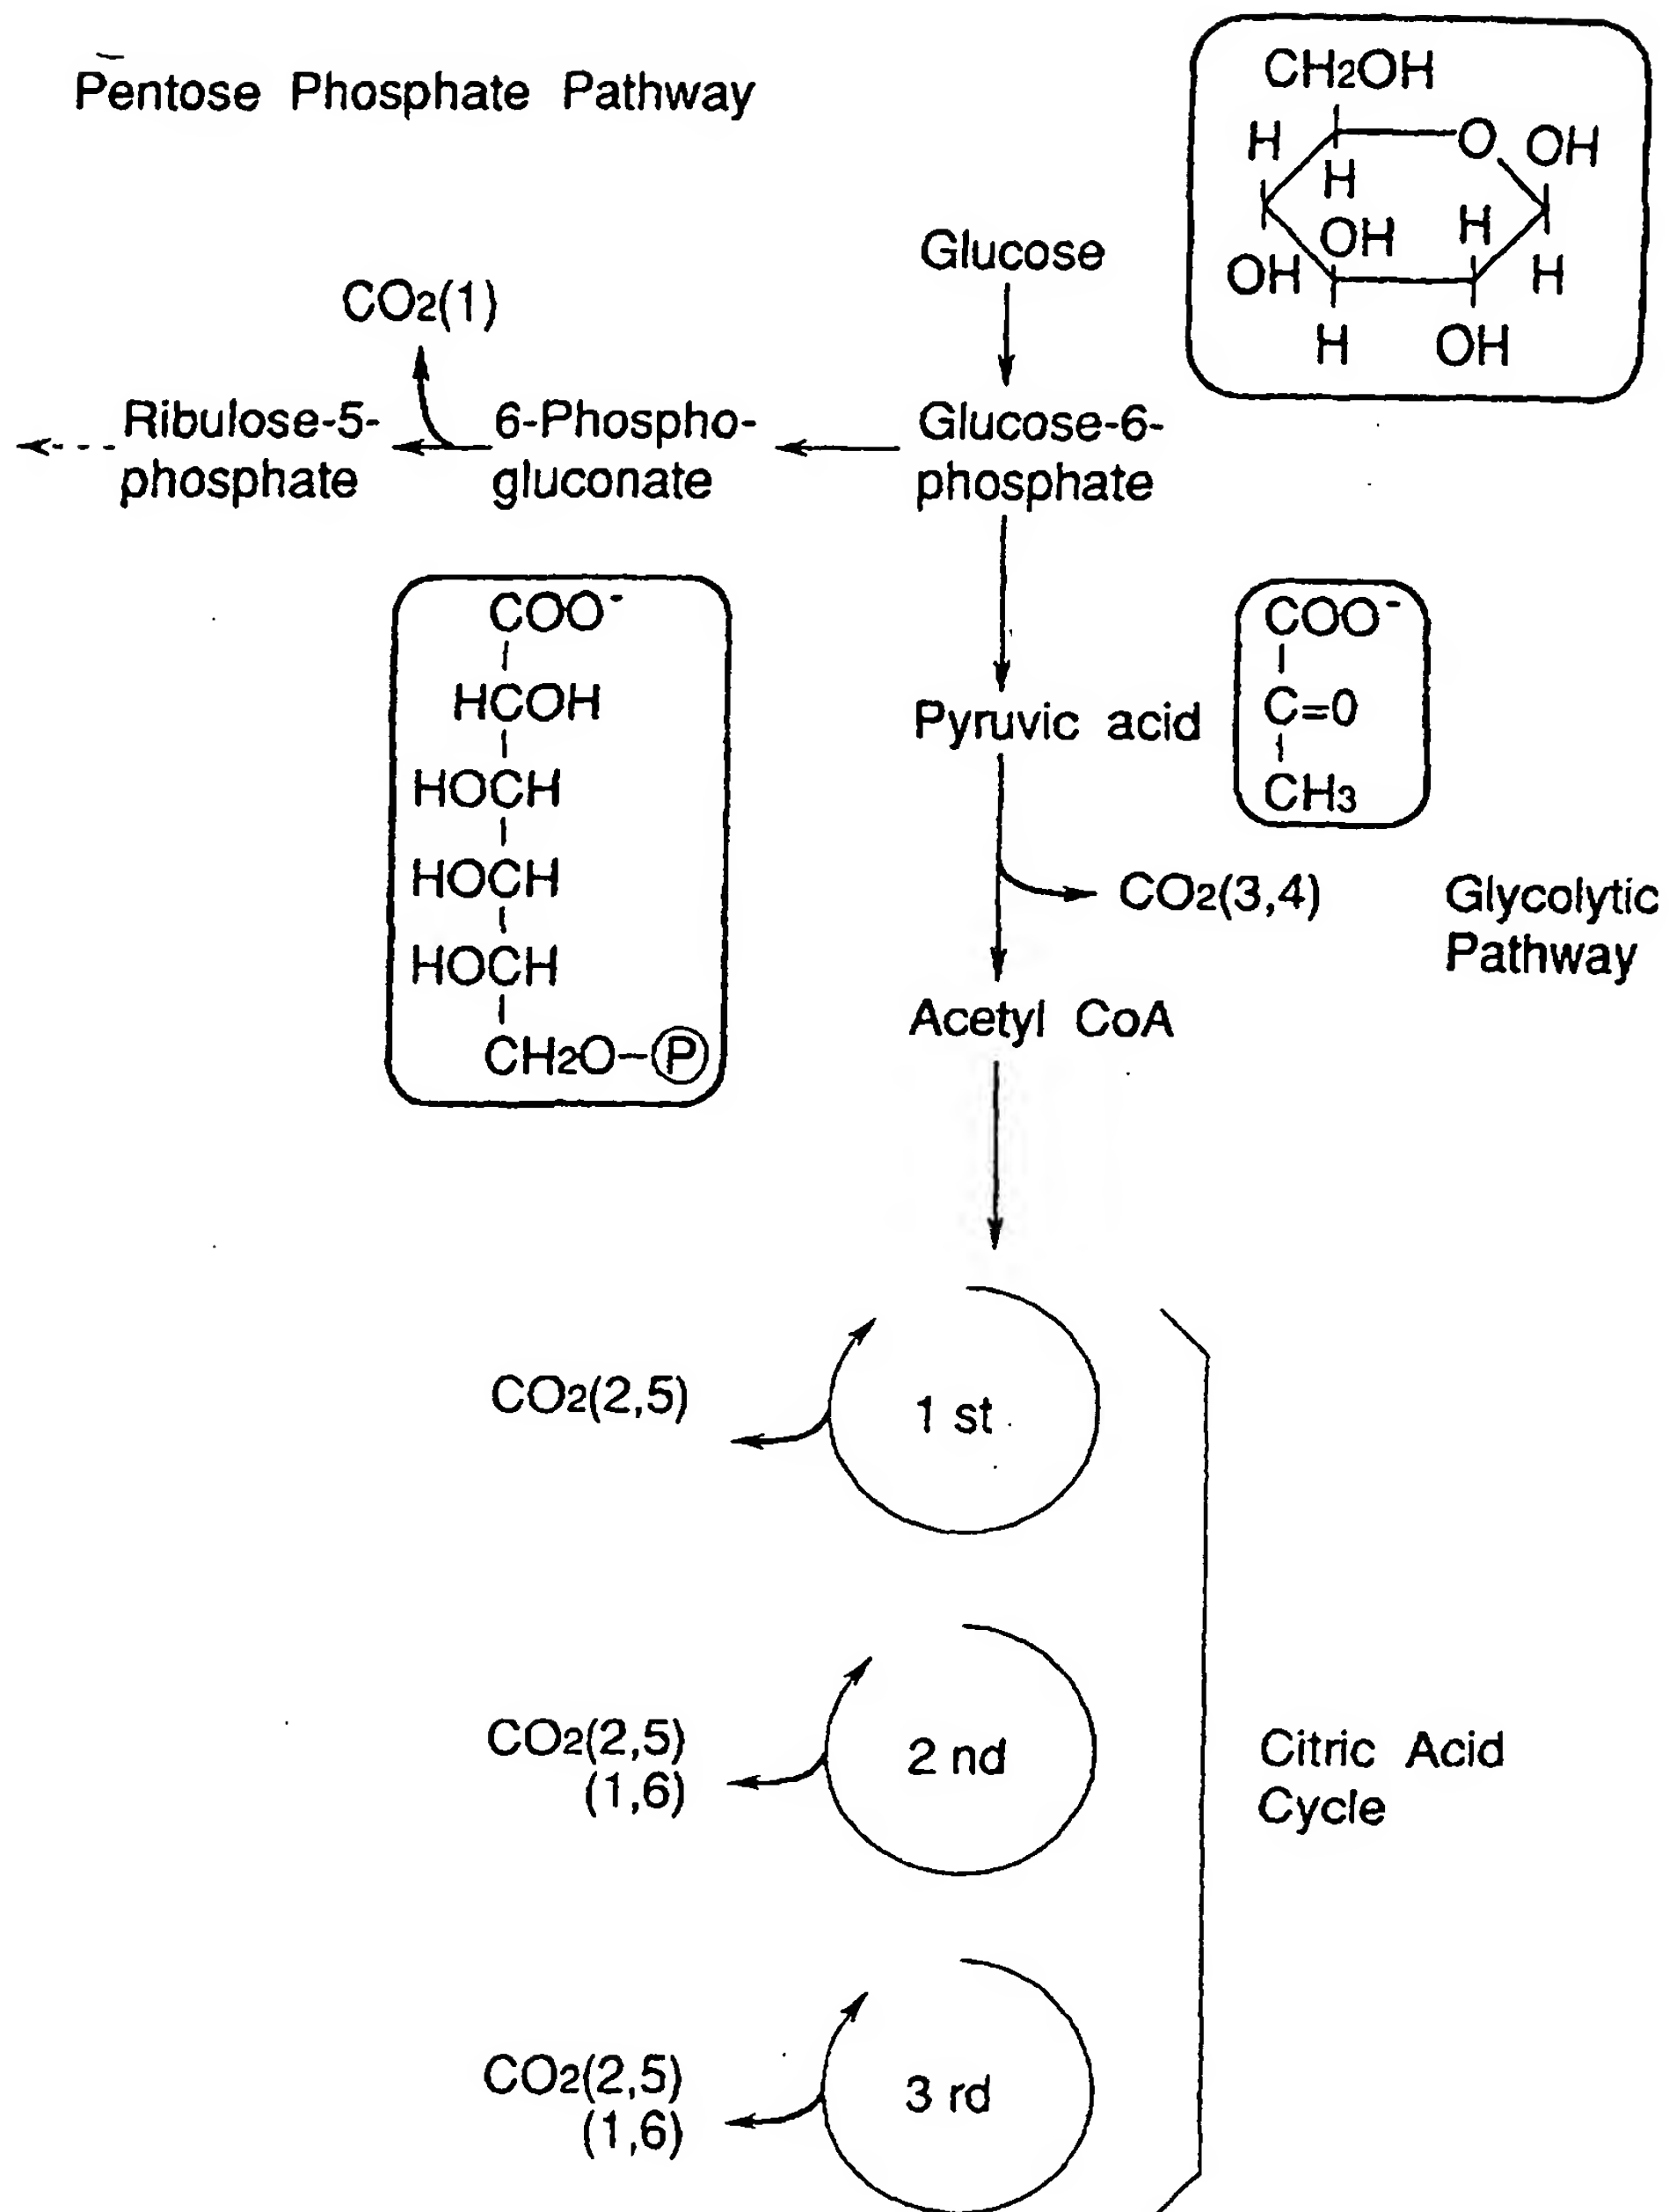 Pentose Phosphate Pathway
CH2OH
H
O
OH
H
OH
H
OH
H
H
OH
Glucose
CO2(1)
Ribulose-5-
phosphate
6-Phospho-
gluconate
Glucose-6-
phosphate
COO-
HCOH
HOCH
HOCH
HOCH
CH2O-P
Pyruvic acid
COO-
C=0
CH3
CO2(3,4)
Glycolytic
Pathway
Acetyl CoA
CO2(2,5)
1 st
CO2(2,5)
(1,6)
2 nd
Citric Acid
Cycle
CO2(2,5)
(1,6)
3 rd